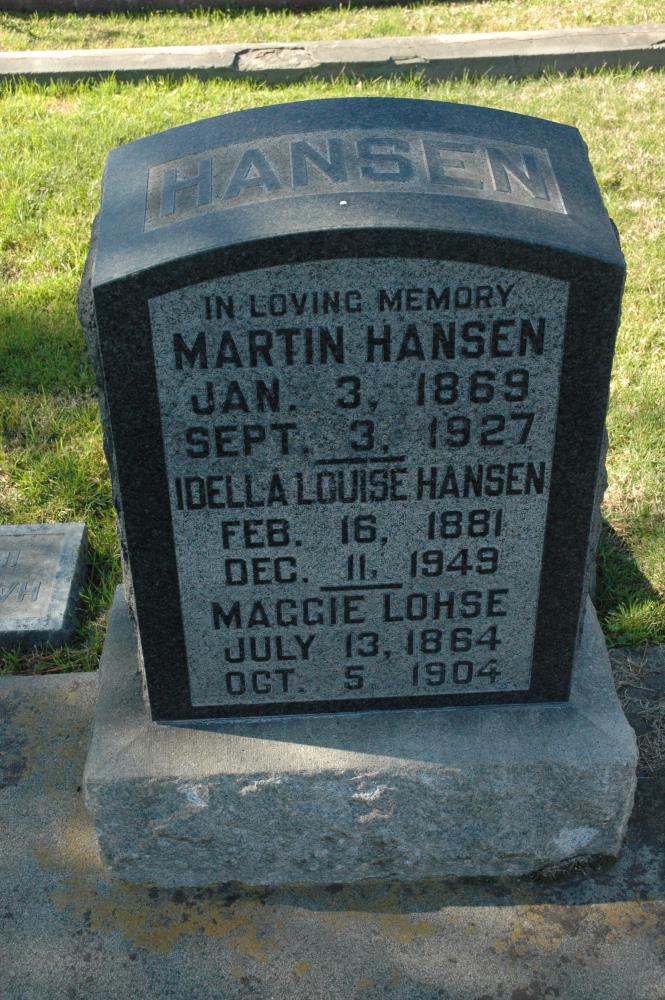 HANSEN
IN LOVING MEMORY
MARTIN HANSEN
JAN. 3, 1869
SEPT. 3, 1927
IDELLA LOUISE HANSEN
FEB. 16, 1881
DEC. 11, 1949
MAGGIE LOHSE
JULY 13, 1864
OCT. 5 1904